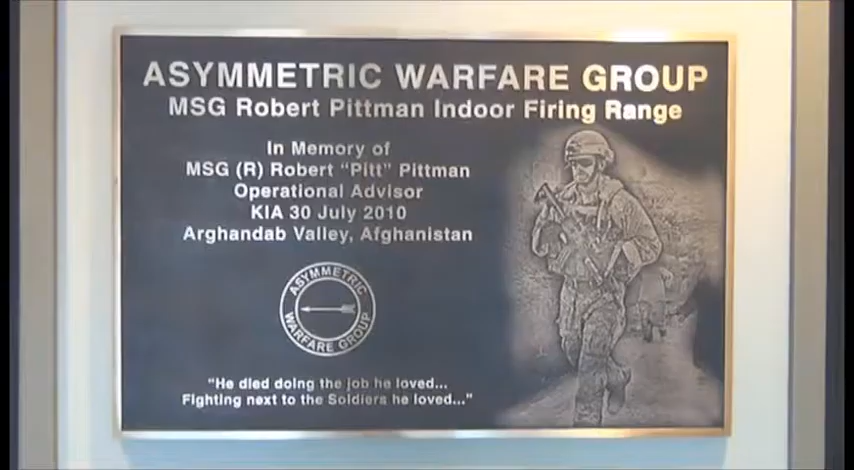 ASYMMETRIC WARFARE GROUP
MSG Robert Pittman Indoor Firing Range
In Memory of
MSG (R) Robert "Pitt" Pittman
Operational Advisor
KIA 30 July 2010
Arghandab Valley, Afghanistan
ASYMMETRIC
WARFARE GROUP
"He died doing the job he loved...
Fighting next to the Soldiers he loved..."